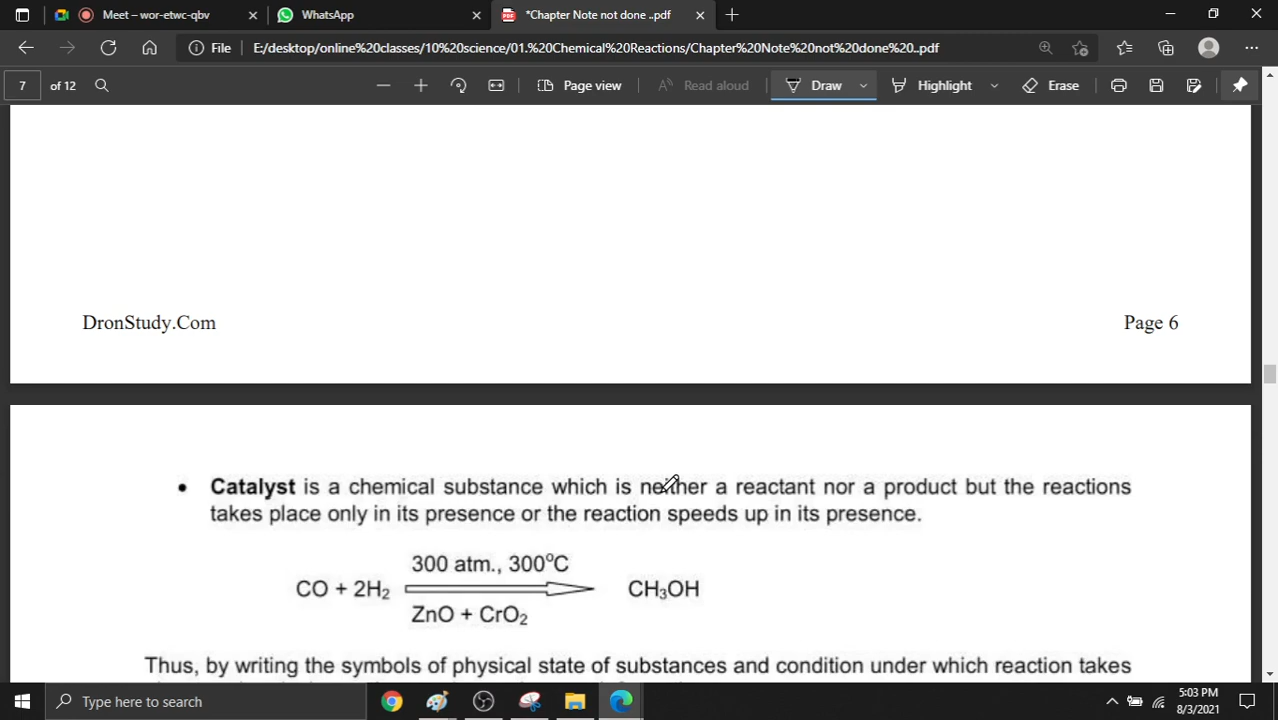 Meet – wor-etwc-qbv
WhatsApp
*Chapter Note not done ..pdf
File
E:/desktop/online%20classes/10%20science/01.%20Chemical%20Reactions/Chapter%20Note%20not%20done%20..pdf
7 of 12
Page view
Read aloud
Draw
Highlight
Erase
DronStudy.Com
Page 6
• Catalyst is a chemical substance which is neither a reactant nor a product but the reactions
takes place only in its presence or the reaction speeds up in its presence.
300 atm., 300°C
CO + 2H₂ CH₃OH
ZnO + CrO₂
Thus, by writing the symbols of physical state of substances and condition under which reaction takes
Type here to search
5:03 PM
8/3/2021